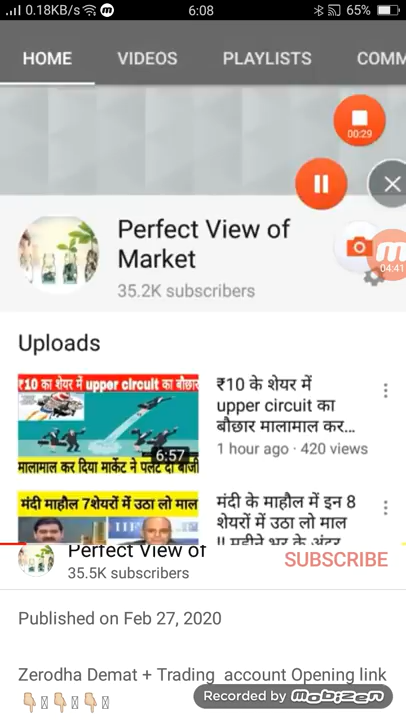 0.18KB/s
6:08
65%
HOME VIDEOS PLAYLISTS COMM
00:29
Perfect View of
Market
04:41
35.2K subscribers
Uploads
₹10 का शेयर में upper circuit का बौछार
6:57
मालामाल कर दिया मार्केट ने पलट दी बाजी
₹10 के शेयर में
upper circuit का
बौछार मालामाल कर...
1 hour ago · 420 views
मंदी माहौल 7शेयरों में उठा लो माल
मंदी के माहौल में इन 8
शेयरों में उठा लो माल
!! महीने भर के अंदर
Perfect View of
35.5K subscribers
SUBSCRIBE
Published on Feb 27, 2020
Zerodha Demat + Trading account Opening link
Recorded by mobizen